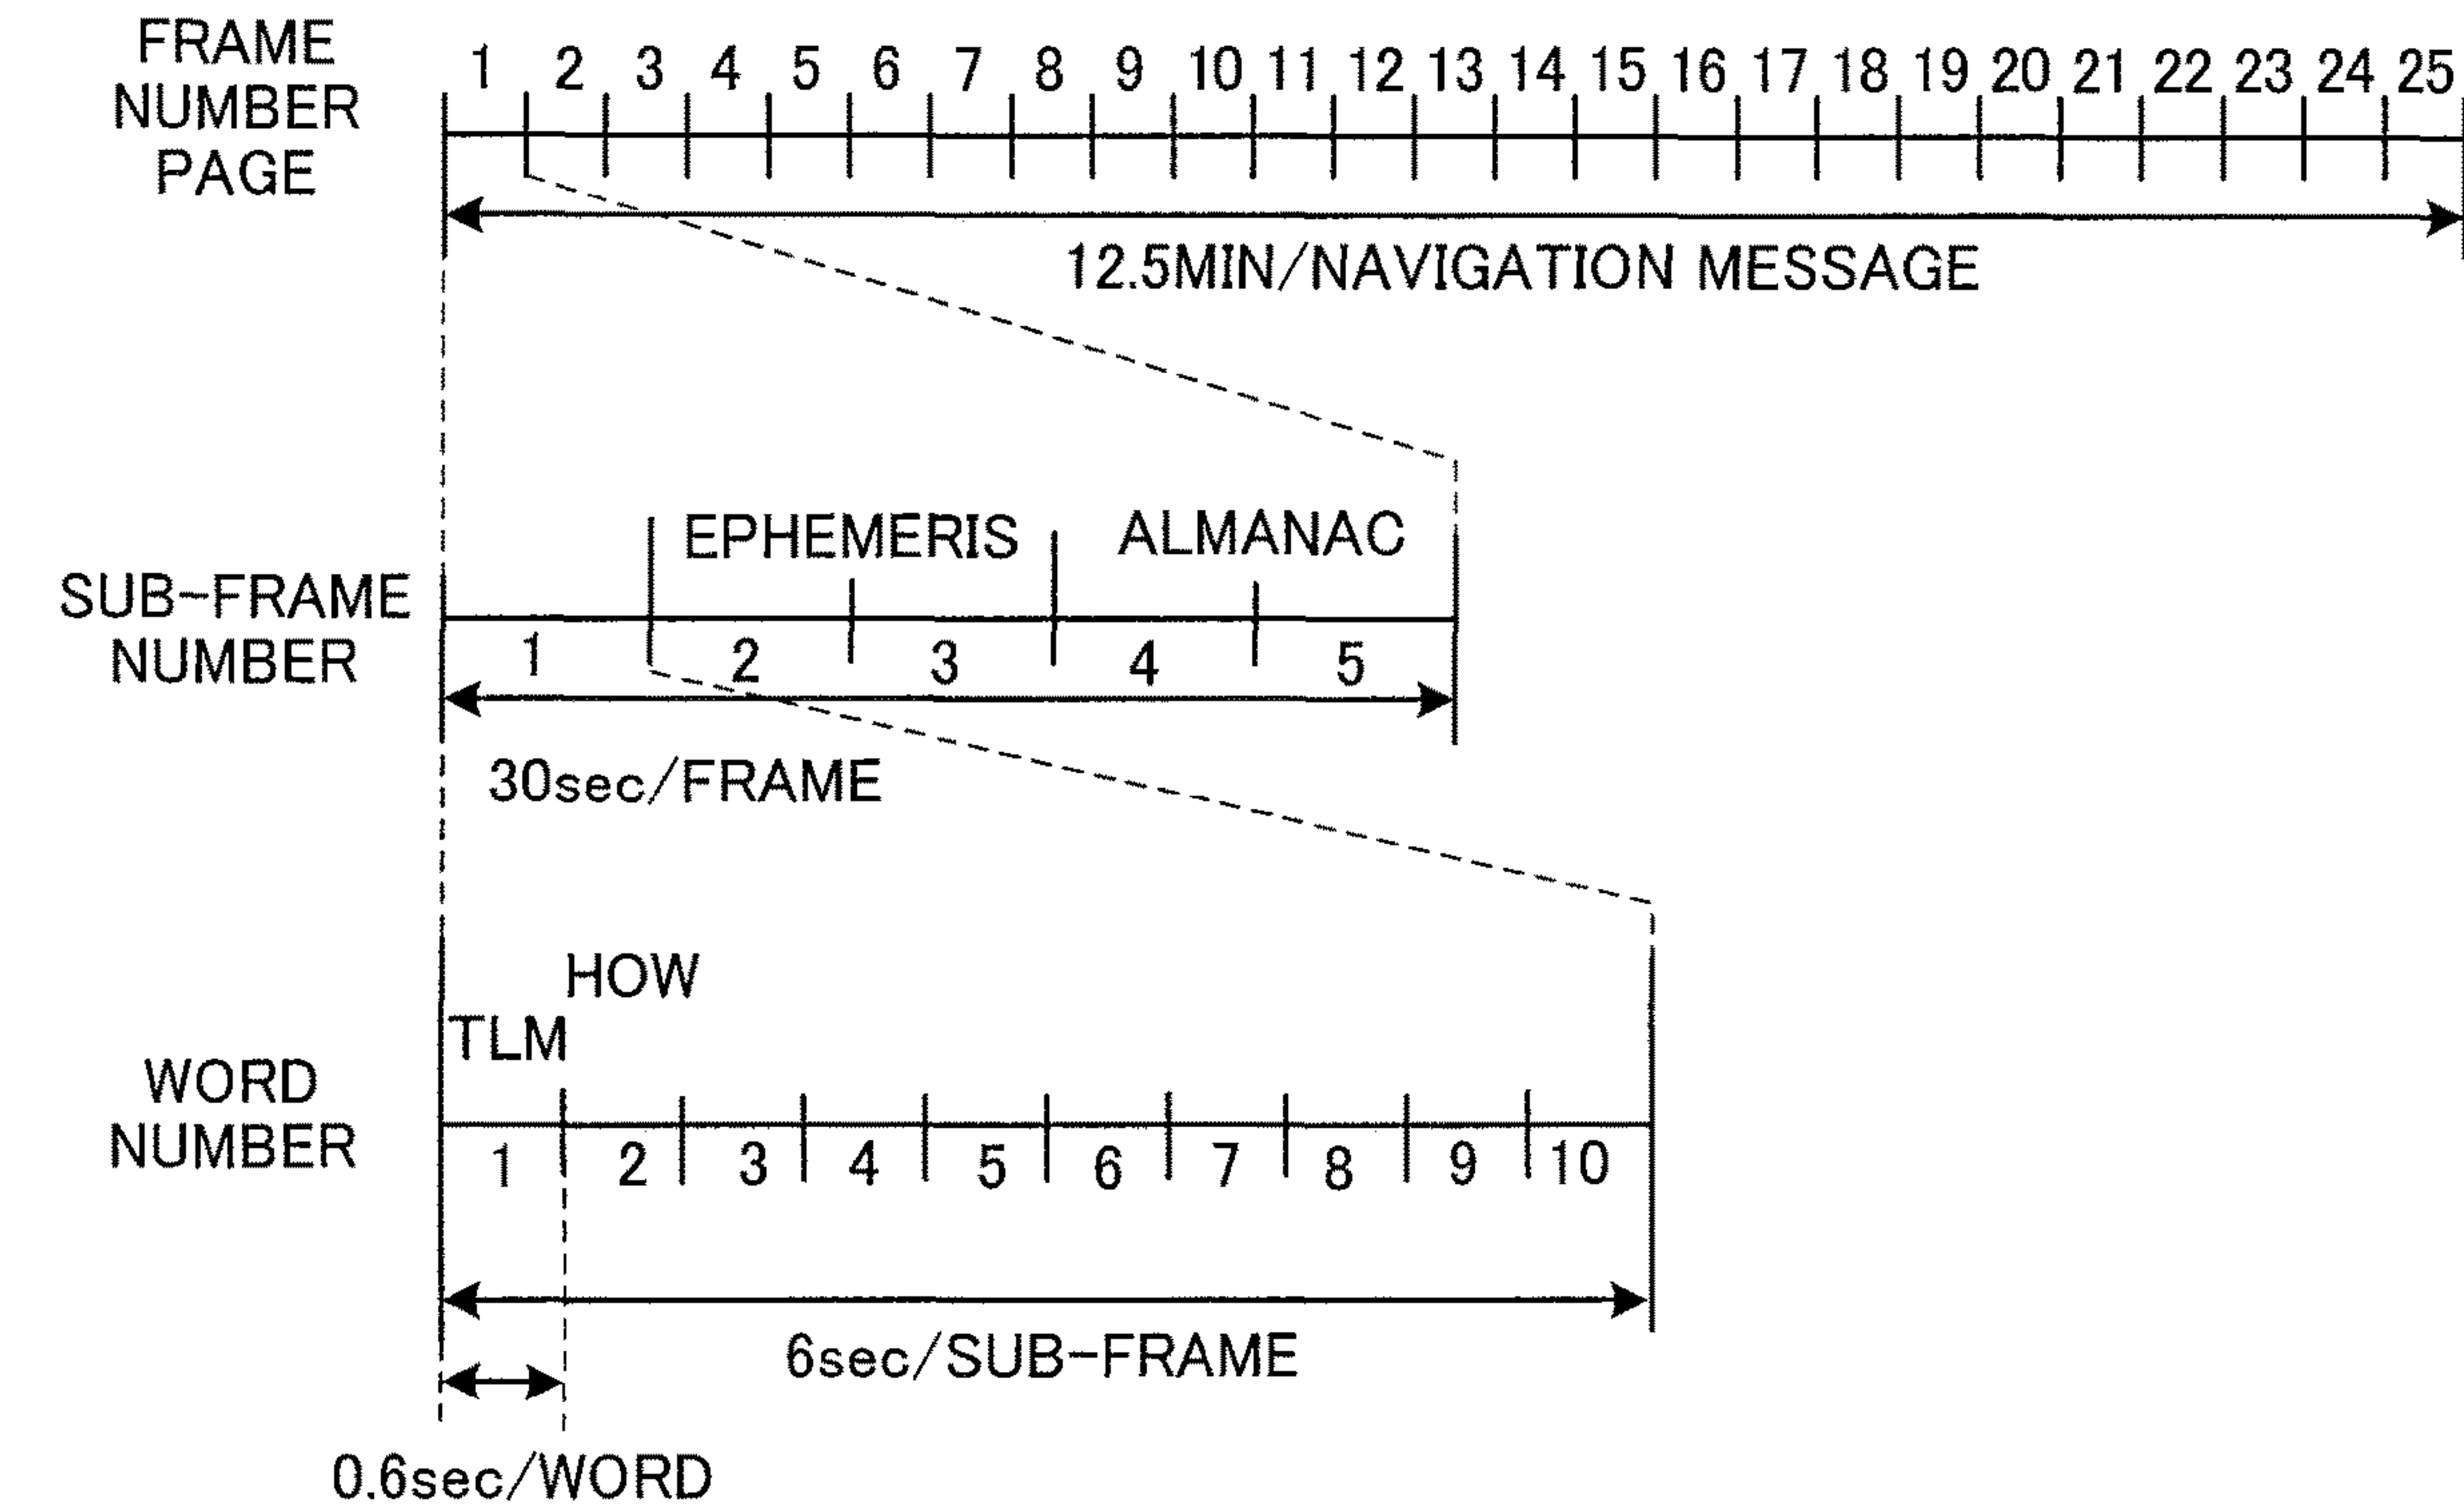 FRAME
NUMBER
PAGE
1 2 3 4 5 6 7 8 9 10 11 12 13 14 15 16 17 18 19 20 21 22 23 24 25
12.5MIN/NAVIGATION MESSAGE
EPHEMERIS ALMANAC
SUB-FRAME
NUMBER
1 2 3 4 5
30sec/FRAME
HOW
TLM
WORD
NUMBER
1 2 3 4 5 6 7 8 9 10
6sec/SUB-FRAME
0.6sec/WORD